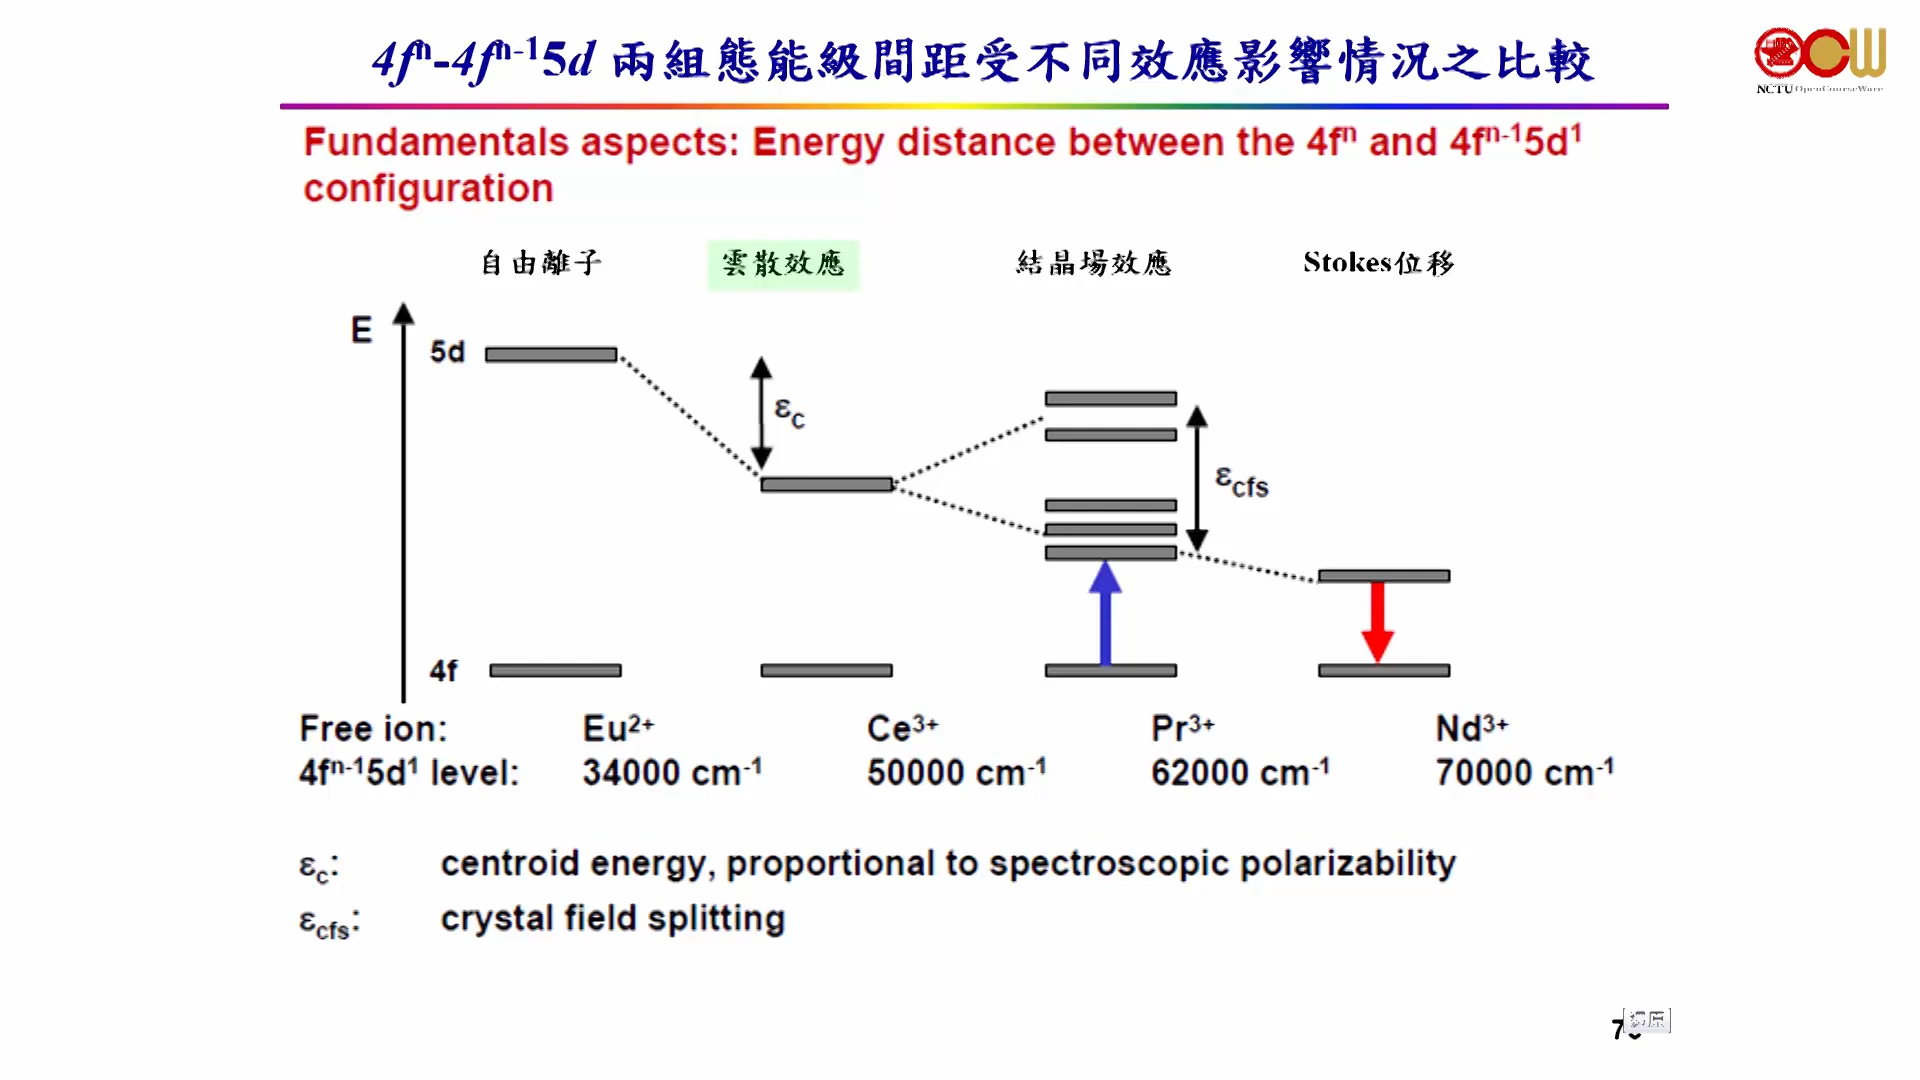 4fⁿ-4fⁿ⁻¹5d 兩組態能級間距受不同效應影響情況之比較
NCTU OpenCourseWare
Fundamentals aspects: Energy distance between the 4fⁿ and 4fⁿ⁻¹5d¹
configuration
自由離子 雲散效應 結晶場效應 Stokes位移
E
5d
εc
εcfs
4f
Free ion: Eu²⁺ Ce³⁺ Pr³⁺ Nd³⁺
4fⁿ⁻¹5d¹ level: 34000 cm⁻¹ 50000 cm⁻¹ 62000 cm⁻¹ 70000 cm⁻¹
εc: centroid energy, proportional to spectroscopic polarizability
εcfs: crystal field splitting